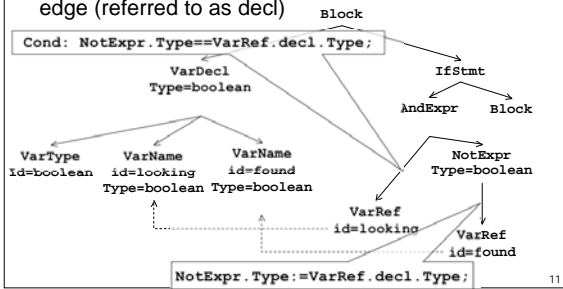 edge (referred to as decl)
Block
Cond: NotExpr.Type==VarRef.decl.Type;
VarDecl
Type=boolean
IfStmt
AndExpr
Block
VarType
Id=boolean
VarName
id=looking
Type=boolean
VarName
id=found
Type=boolean
NotExpr
Type=boolean
VarRef
id=looking
VarRef
id=found
NotExpr.Type:=VarRef.decl.Type;
11